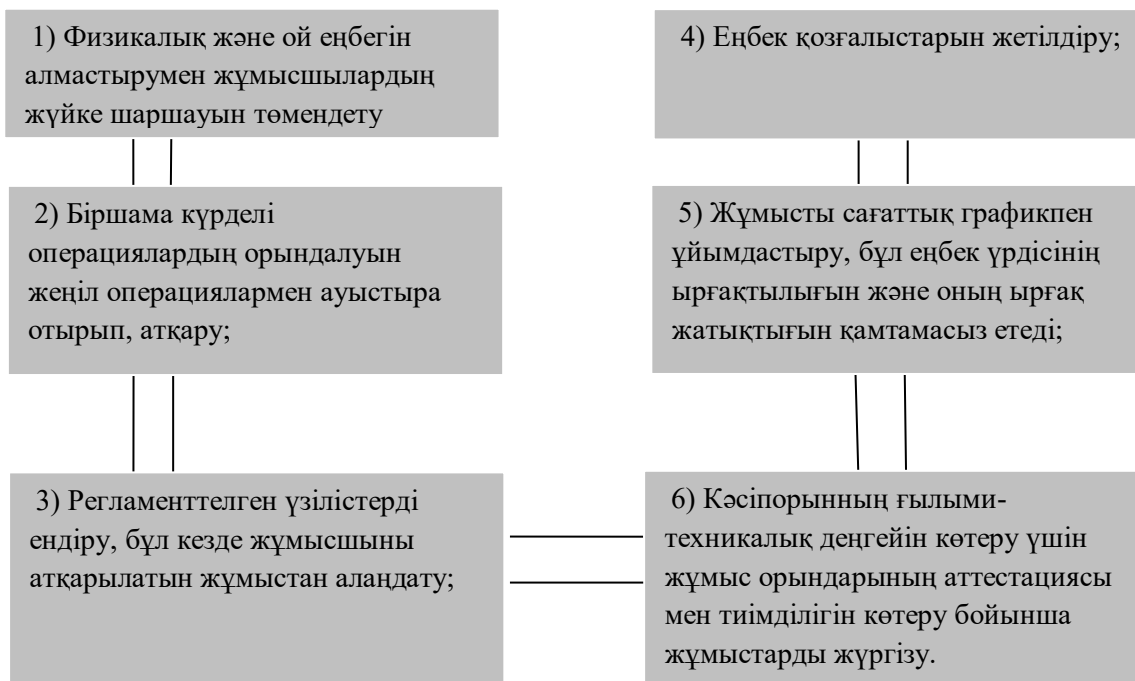 1) Физикалық және ой еңбегін
алмастырумен жұмысшылардың
жүйке шаршауын төмендету
2) Біршама күрделі
операциялардың орындалуын
жеңіл операциялармен ауыстыра
отырып, атқару;
3) Регламенттелген үзілістерді
ендіру, бұл кезде жұмысшыны
атқарылатын жұмыстан алаңдату;
4) Еңбек қозғалыстарын жетілдіру;
5) Жұмысты сағаттық графикпен
ұйымдастыру, бұл еңбек үрдісінің
ырғақтылығын және оның ырғақ
жатықтығын қамтамасыз етеді;
6) Кәсіпорынның ғылыми-
техникалық деңгейін көтеру үшін
жұмыс орындарының аттестациясы
мен тиімділігін көтеру бойынша
жұмыстарды жүргізу.